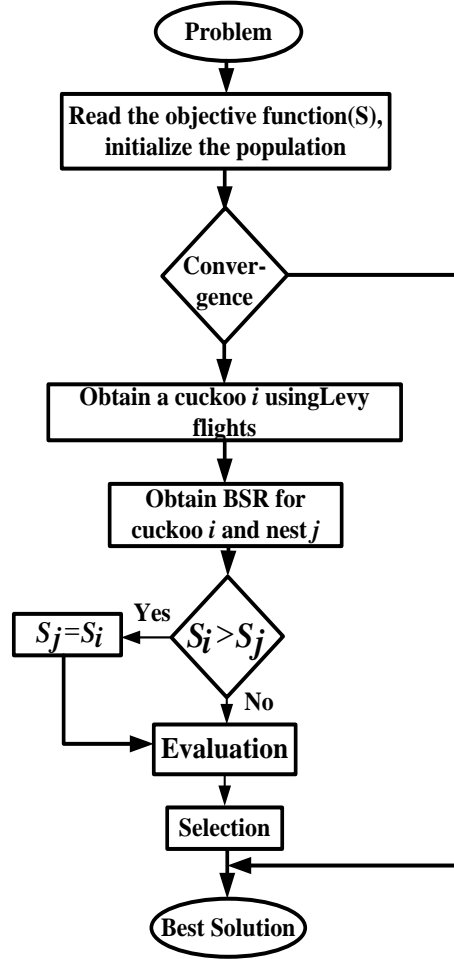 Problem
Read the objective function(S),
initialize the population
Conver-
gence
Obtain a cuckoo i usingLevy
flights
Obtain BSR for
cuckoo i and nest j
Yes
Sj=Si
Si>Sj
No
Evaluation
Selection
Best Solution